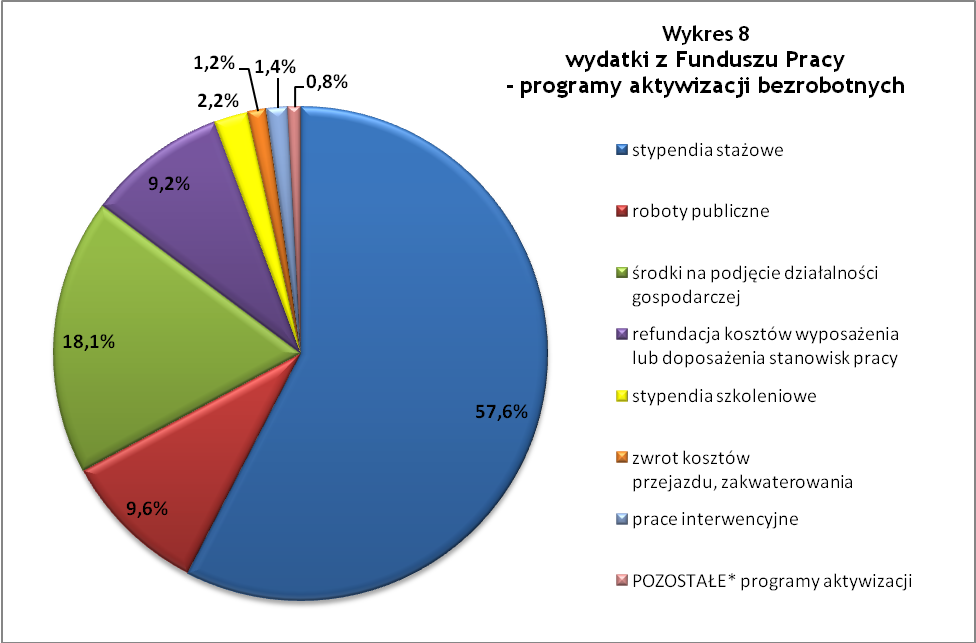 Wykres 8
wydatki z Funduszu Pracy
- programy aktywizacji bezrobotnych
1,2%
1,4%
0,8%
2,2%
9,2%
18,1%
57,6%
9,6%
stypendia stażowe
roboty publiczne
środki na podjęcie działalności
gospodarczej
refundacja kosztów wyposażenia
lub doposażenia stanowisk pracy
stypendia szkoleniowe
zwrot kosztów
przejazdu, zakwaterowania
prace interwencyjne
POZOSTAŁE* programy aktywizacji